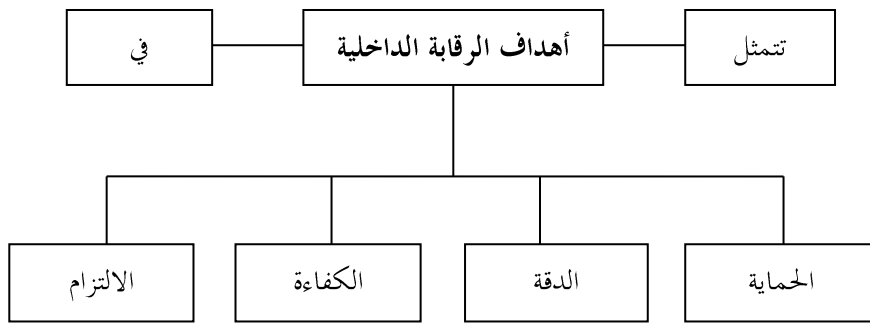 تتمثل
أهداف الرقابة الداخلية
في
الحماية
الدقة
الكفاءة
الالتزام